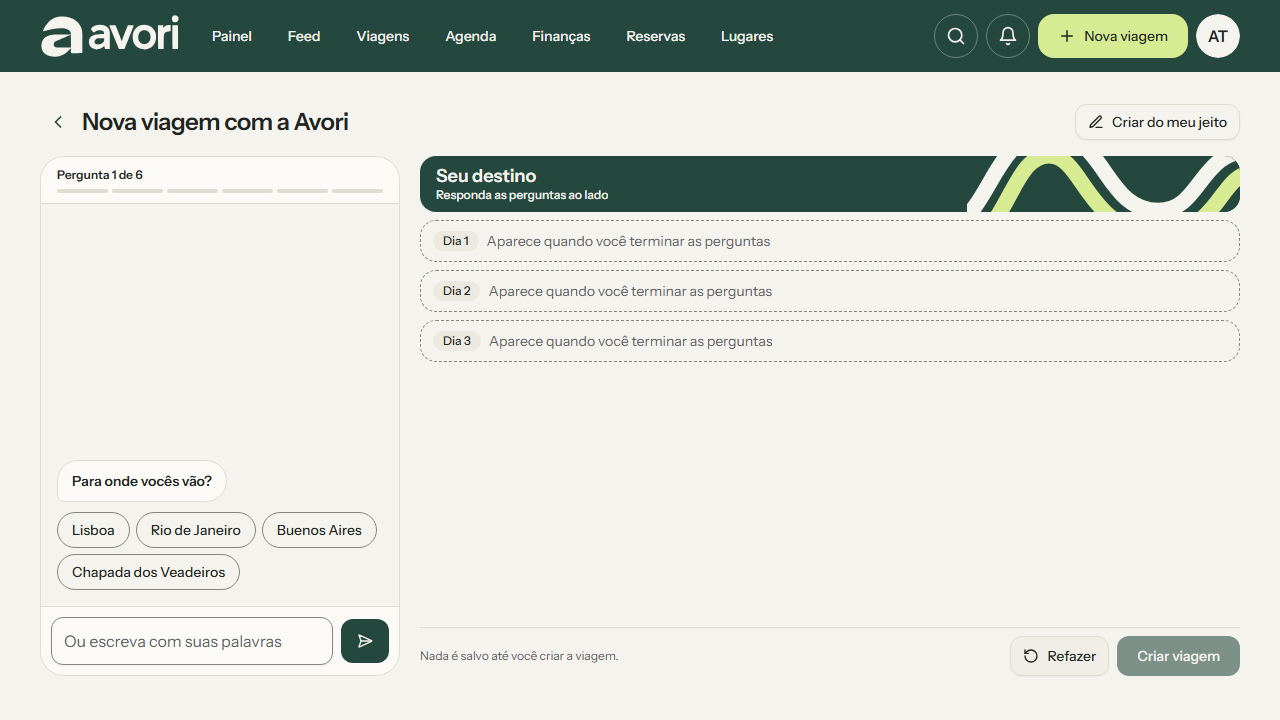 a avori
Painel
Feed
Viagens
Agenda
Finanças
Reservas
Lugares
Nova viagem
AT
Nova viagem com a Avori
Criar do meu jeito
Pergunta 1 de 6
Para onde vocês vão?
Lisboa
Rio de Janeiro
Buenos Aires
Chapada dos Veadeiros
Ou escreva com suas palavras
Seu destino
Responda as perguntas ao lado
Dia 1 Aparece quando você terminar as perguntas
Dia 2 Aparece quando você terminar as perguntas
Dia 3 Aparece quando você terminar as perguntas
Nada é salvo até você criar a viagem.
Refazer
Criar viagem